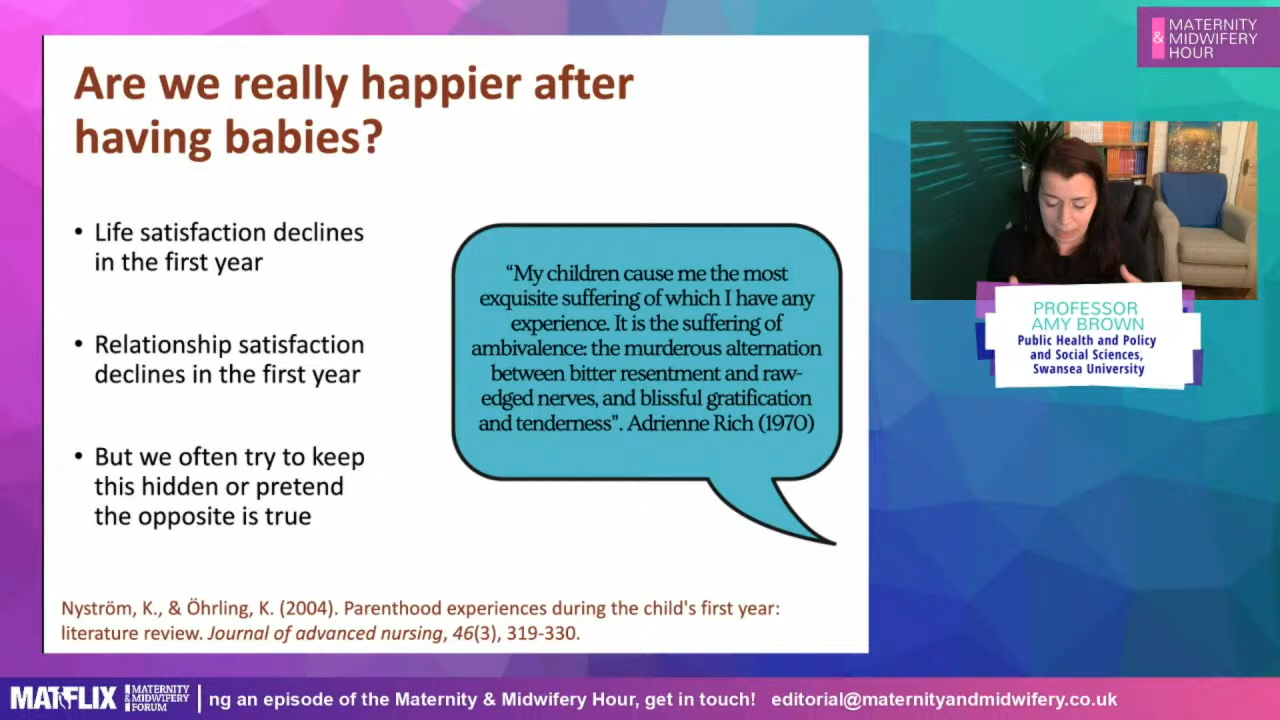 Are we really happier after
having babies?
• Life satisfaction declines
in the first year
• Relationship satisfaction
declines in the first year
• But we often try to keep
this hidden or pretend
the opposite is true
“My children cause me the most
exquisite suffering of which I have any
experience. It is the suffering of
ambivalence: the murderous alternation
between bitter resentment and raw-
edged nerves, and blissful gratification
and tenderness”. Adrienne Rich (1970)
Nyström, K., & Öhrling, K. (2004). Parenthood experiences during the child's first year:
literature review. Journal of advanced nursing, 46(3), 319-330.
MATERNITY
& MIDWIFERY
HOUR
PROFESSOR
AMY BROWN
Public Health and Policy
and Social Sciences,
Swansea University
MATFLIX
MATERNITY
& MIDWIFERY
FORUM
ng an episode of the Maternity & Midwifery Hour, get in touch! editorial@maternityandmidwifery.co.uk